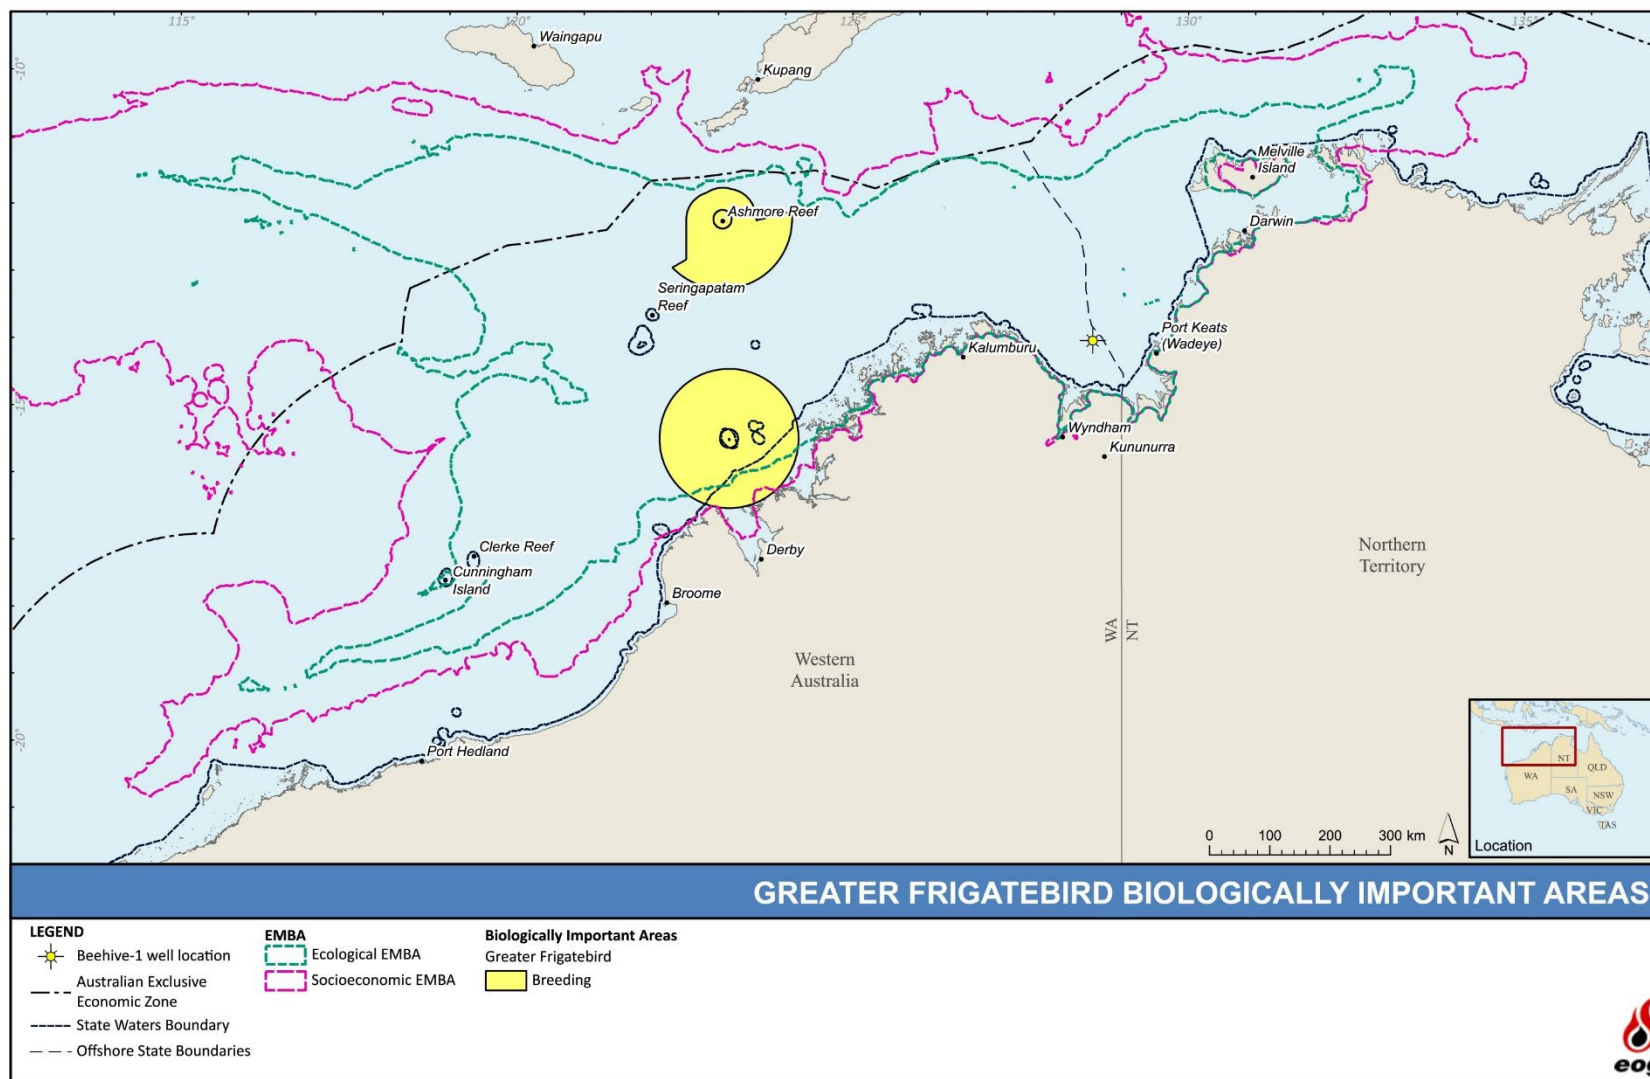 115°
120°
125°
130°
135°
-10°
-15°
-20°
Waingapu
Kupang
Melville
Island
Ashmore Reef
Darwin
Seringapatam
Reef
Port Keats
(Wadeye)
Kalumburu
Wyndham
Kununurra
Clerke Reef
Cunningham
Island
Derby
Broome
Northern
Territory
WA
NT
Western
Australia
Port Hedland
0 100 200 300 km
N
WA
NT
QLD
SA
NSW
VIC
TAS
Location
GREATER FRIGATEBIRD BIOLOGICALLY IMPORTANT AREAS
LEGEND
Beehive-1 well location
Australian Exclusive
Economic Zone
State Waters Boundary
Offshore State Boundaries
EMBA
Ecological EMBA
Socioeconomic EMBA
Biologically Important Areas
Greater Frigatebird
Breeding